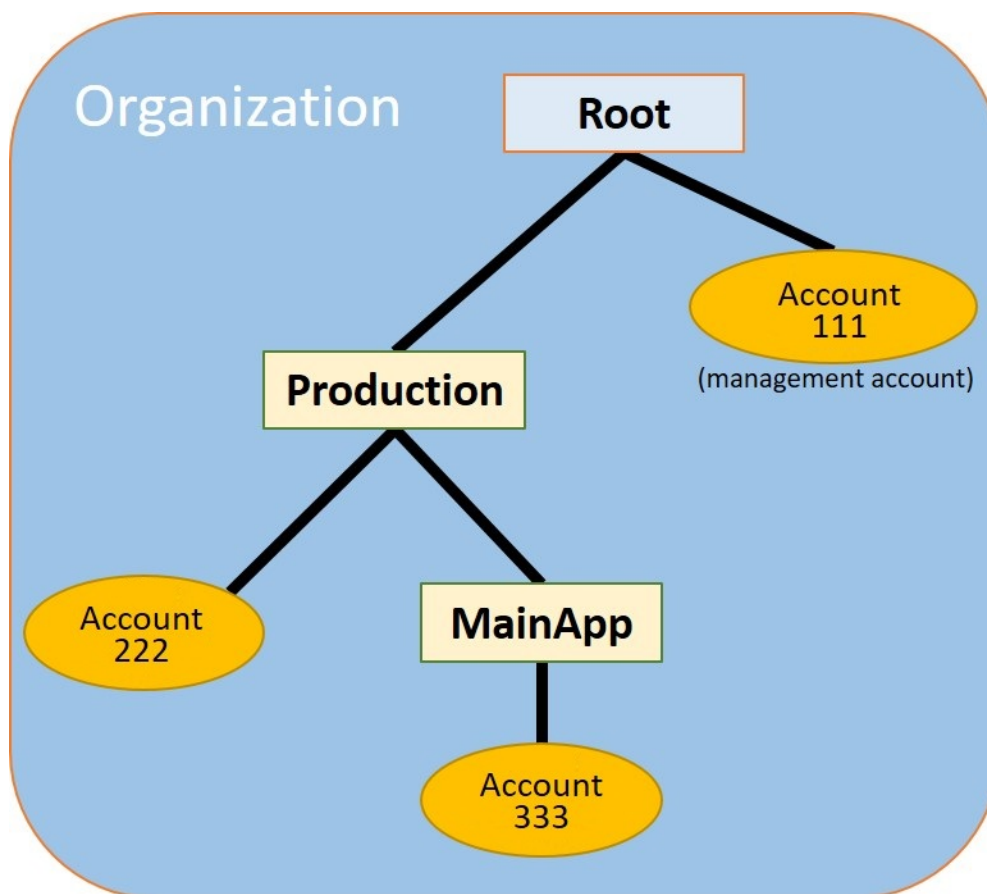 Organization
Root
Account
111
(management account)
Production
Account
222
MainApp
Account
333